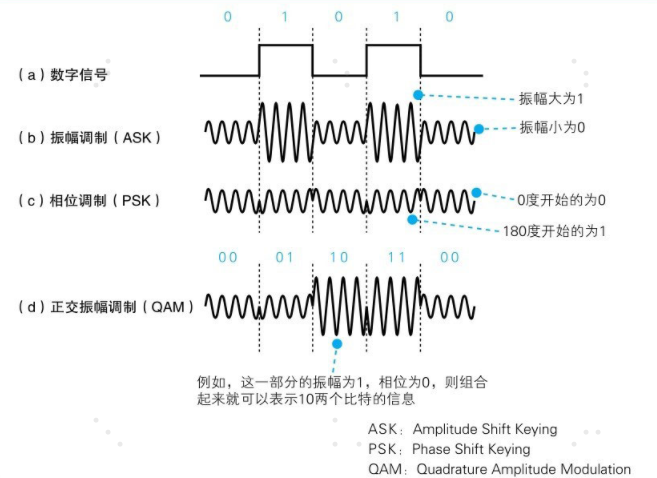 0 1 0 1 0
(a)数字信号
振幅大为1
(b)振幅调制(ASK)
振幅小为0
(c)相位调制(PSK)
0度开始的为0
180度开始的为1
00 01 10 11 00
(d)正交振幅调制(QAM)
例如，这一部分的振幅为1，相位为0，则组合
起来就可以表示10两个比特的信息
ASK：Amplitude Shift Keying
PSK：Phase Shift Keying
QAM：Quadrature Amplitude Modulation